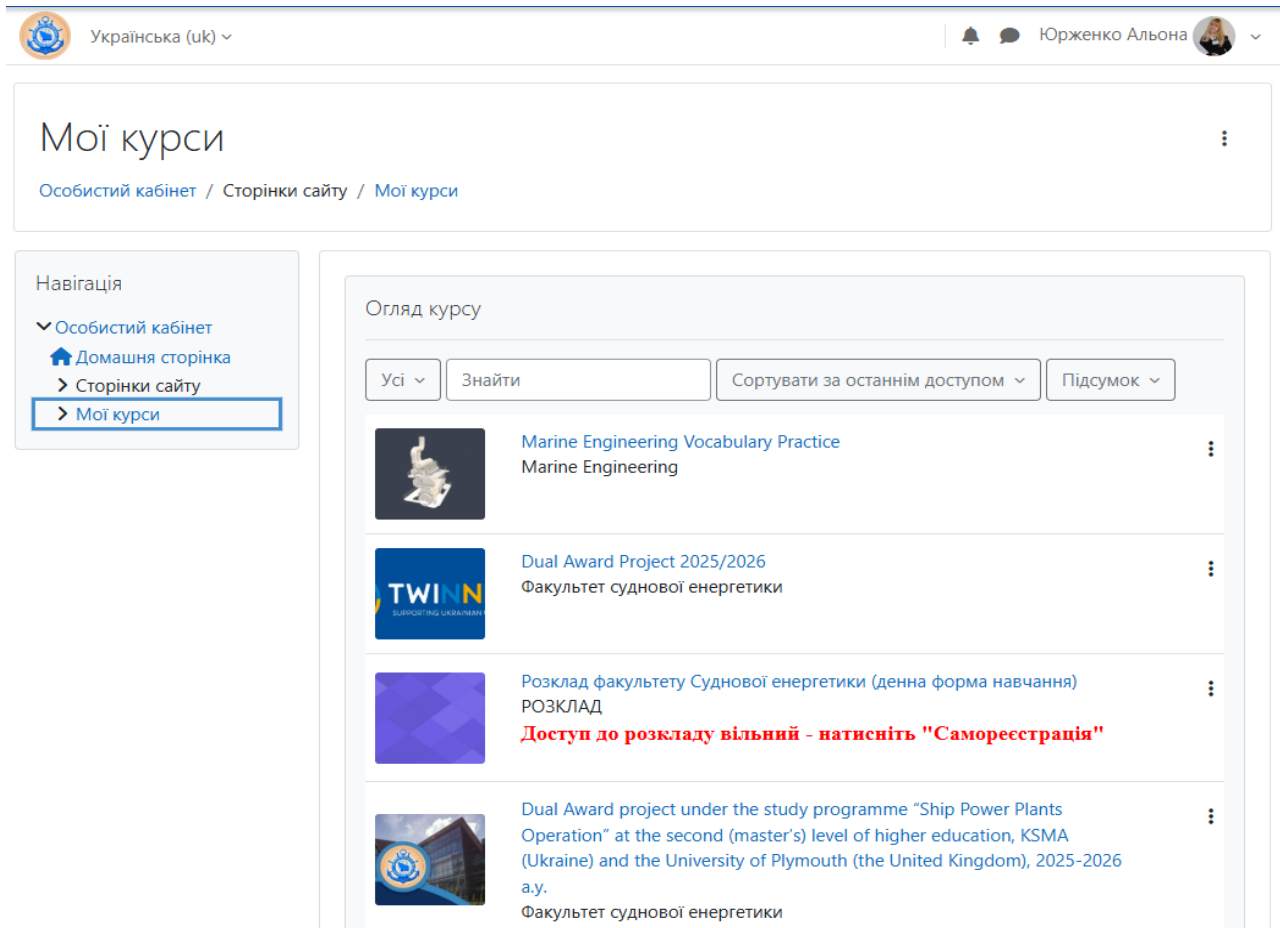 Українська (uk)
Юрженко Альона
Мої курси
Особистий кабінет / Сторінки сайту / Мої курси
Навігація
Особистий кабінет
Домашня сторінка
Сторінки сайту
Мої курси
Огляд курсу
Усі
Знайти
Сортувати за останнім доступом
Підсумок
Marine Engineering Vocabulary Practice
Marine Engineering
TWINN
SUPPORTING UKRAINIAN
Dual Award Project 2025/2026
Факультет суднової енергетики
Розклад факультету Суднової енергетики (денна форма навчання)
РОЗКЛАД
Доступ до розкладу вільний - натисніть "Самореєстрація"
Dual Award project under the study programme “Ship Power Plants
Operation” at the second (master’s) level of higher education, KSMA
(Ukraine) and the University of Plymouth (the United Kingdom), 2025-2026
a.y.
Факультет суднової енергетики